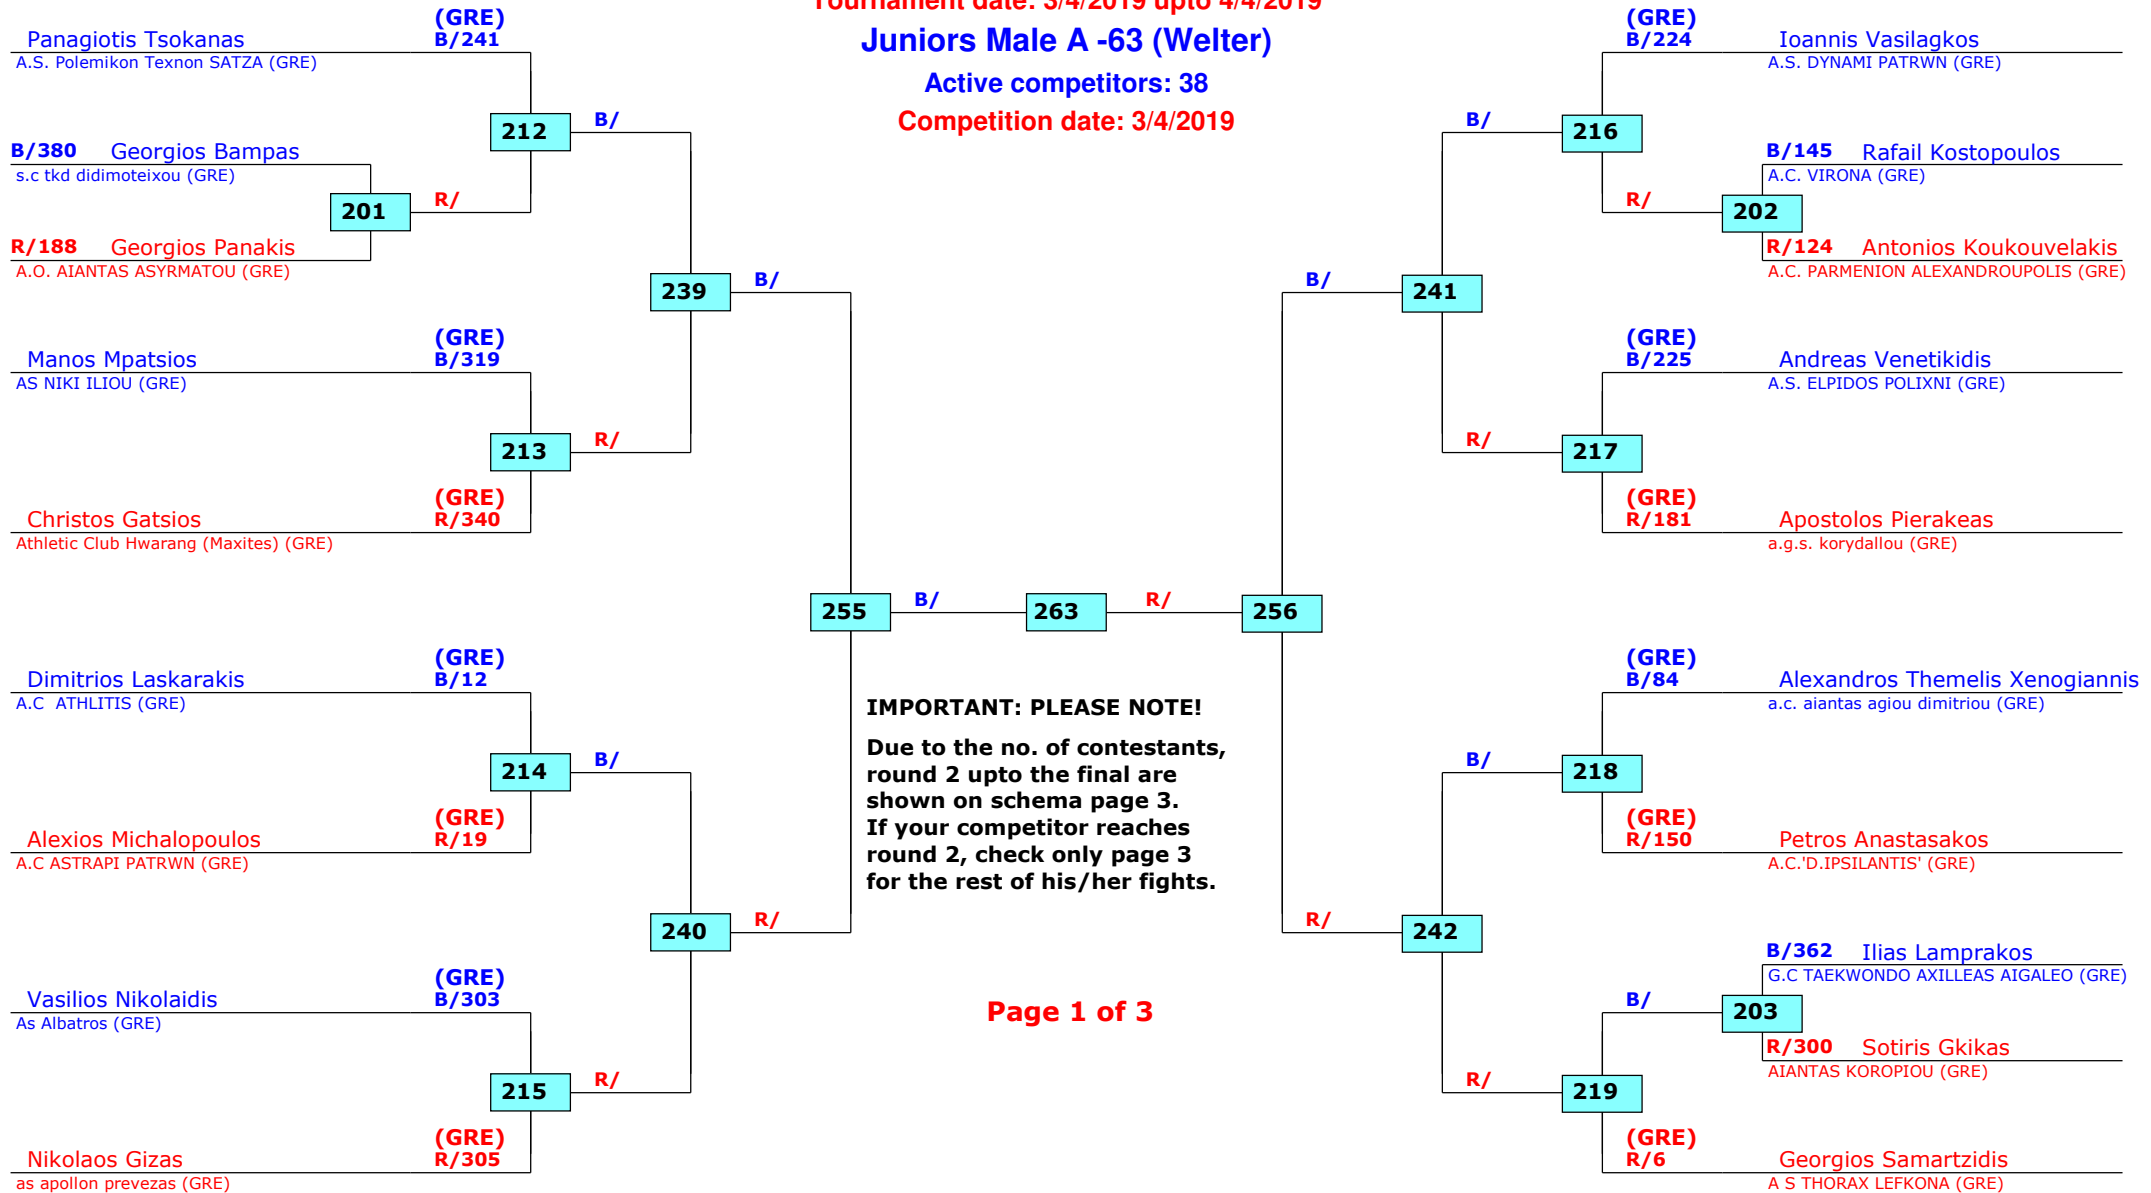 Tournament date: 3/4/2019 upto 4/4/2019
Juniors Male A -63 (Welter)
Active competitors: 38
Competition date: 3/4/2019
(GRE)
Panagiotis Tsokanas B/241
A.S. Polemikon Texnon SATZA (GRE)
212 B/
B/380 Georgios Bampas
s.c tkd didimoteixou (GRE)
201 R/
R/188 Georgios Panakis
A.O. AIANTAS ASYRMATOU (GRE)
239 B/
(GRE)
Manos Mpatsios B/319
AS NIKI ILIOU (GRE)
213 R/
(GRE)
Christos Gatsios R/340
Athletic Club Hwarang (Maxites) (GRE)
255 B/ 263 R/ 256
(GRE)
Dimitrios Laskarakis B/12
A.C ATHLITIS (GRE)
214 B/
(GRE)
Alexios Michalopoulos R/19
A.C ASTRAPI PATRWN (GRE)
240 R/
(GRE)
Vasilios Nikolaidis B/303
As Albatros (GRE)
215 R/
(GRE)
Nikolaos Gizas R/305
as apollon prevezas (GRE)
IMPORTANT: PLEASE NOTE!
Due to the no. of contestants,
round 2 upto the final are
shown on schema page 3.
If your competitor reaches
round 2, check only page 3
for the rest of his/her fights.
Page 1 of 3
(GRE)
B/224 Ioannis Vasilagkos
A.S. DYNAMI PATRWN (GRE)
B/ 216
B/145 Rafail Kostopoulos
A.C. VIRONA (GRE)
R/ 202
R/124 Antonios Koukouvelakis
A.C. PARMENION ALEXANDROUPOLIS (GRE)
B/ 241
(GRE)
B/225 Andreas Venetikidis
A.S. ELPIDOS POLIXNI (GRE)
R/ 217
(GRE)
R/181 Apostolos Pierakeas
a.g.s. korydallou (GRE)
(GRE)
B/84 Alexandros Themelis Xenogiannis
a.c. aiantas agiou dimitriou (GRE)
B/ 218
(GRE)
R/150 Petros Anastasakos
A.C.'D.IPSILANTIS' (GRE)
R/ 242
B/362 Ilias Lamprakos
G.C TAEKWONDO AXILLEAS AIGALEO (GRE)
B/ 203
R/300 Sotiris Gkikas
AIANTAS KOROPIOU (GRE)
R/ 219
(GRE)
R/6 Georgios Samartzidis
A S THORAX LEFKONA (GRE)